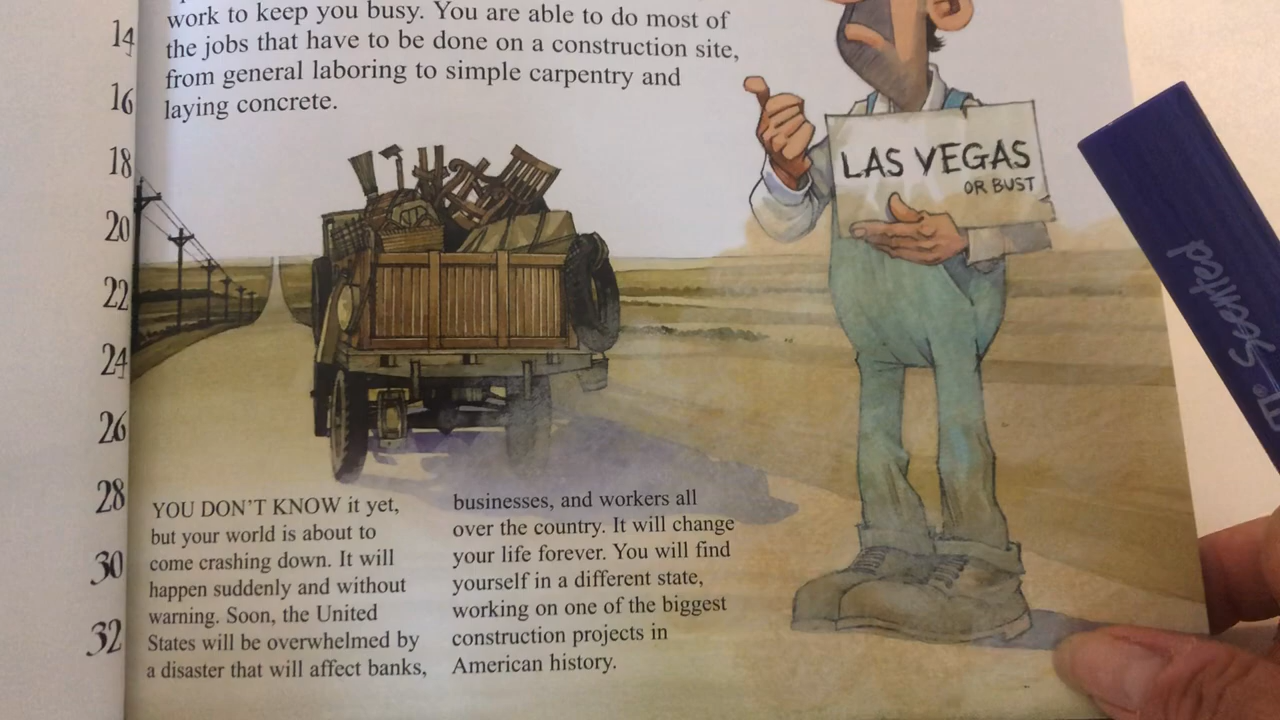 work to keep you busy. You are able to do most of
the jobs that have to be done on a construction site,
from general laboring to simple carpentry and
laying concrete.
14
16
18
20
22
24
26
28
30
32
LAS VEGAS
OR BUST
YOU DON'T KNOW it yet,
but your world is about to
come crashing down. It will
happen suddenly and without
warning. Soon, the United
States will be overwhelmed by
a disaster that will affect banks,
businesses, and workers all
over the country. It will change
your life forever. You will find
yourself in a different state,
working on one of the biggest
construction projects in
American history.
Scented